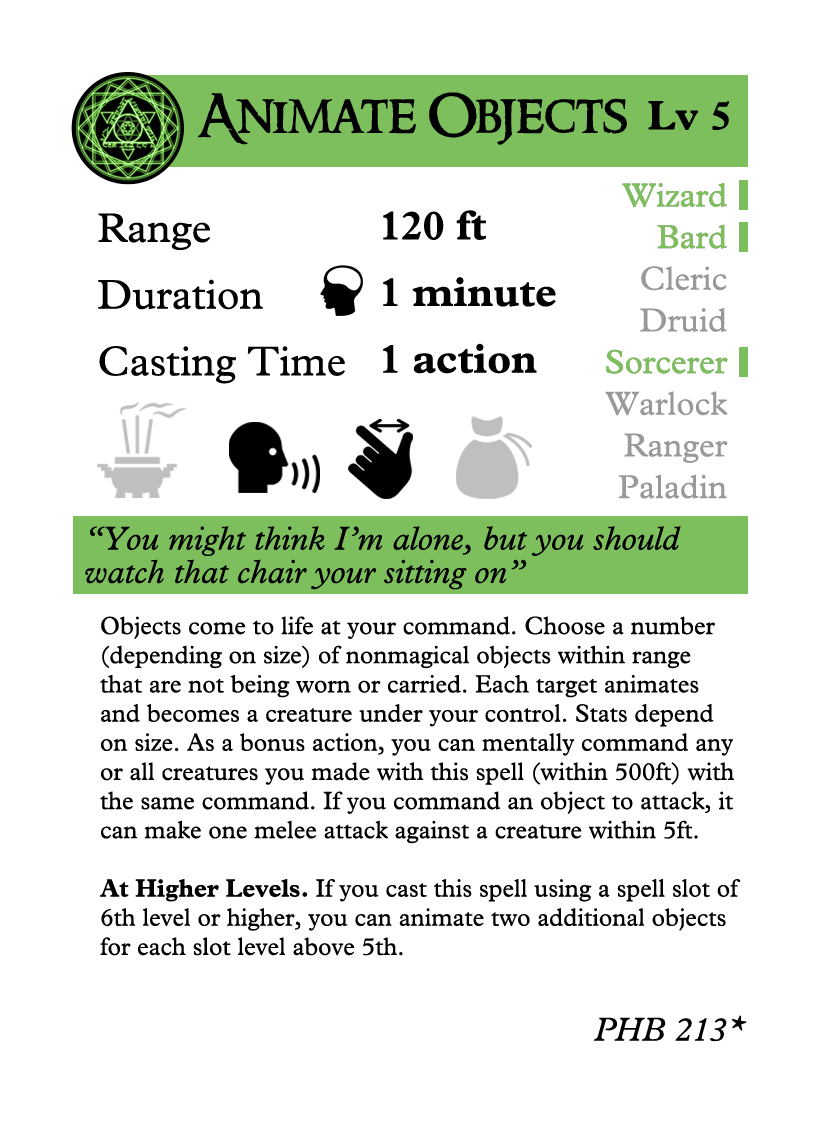 Animate Objects Lv 5
Wizard
Bard
Cleric
Druid
Sorcerer
Warlock
Ranger
Paladin
Range 120 ft
Duration 1 minute
Casting Time 1 action
“You might think I’m alone, but you should
watch that chair your sitting on”
Objects come to life at your command. Choose a number
(depending on size) of nonmagical objects within range
that are not being worn or carried. Each target animates
and becomes a creature under your control. Stats depend
on size. As a bonus action, you can mentally command any
or all creatures you made with this spell (within 500ft) with
the same command. If you command an object to attack, it
can make one melee attack against a creature within 5ft.
At Higher Levels. If you cast this spell using a spell slot of
6th level or higher, you can animate two additional objects
for each slot level above 5th.
PHB 213*